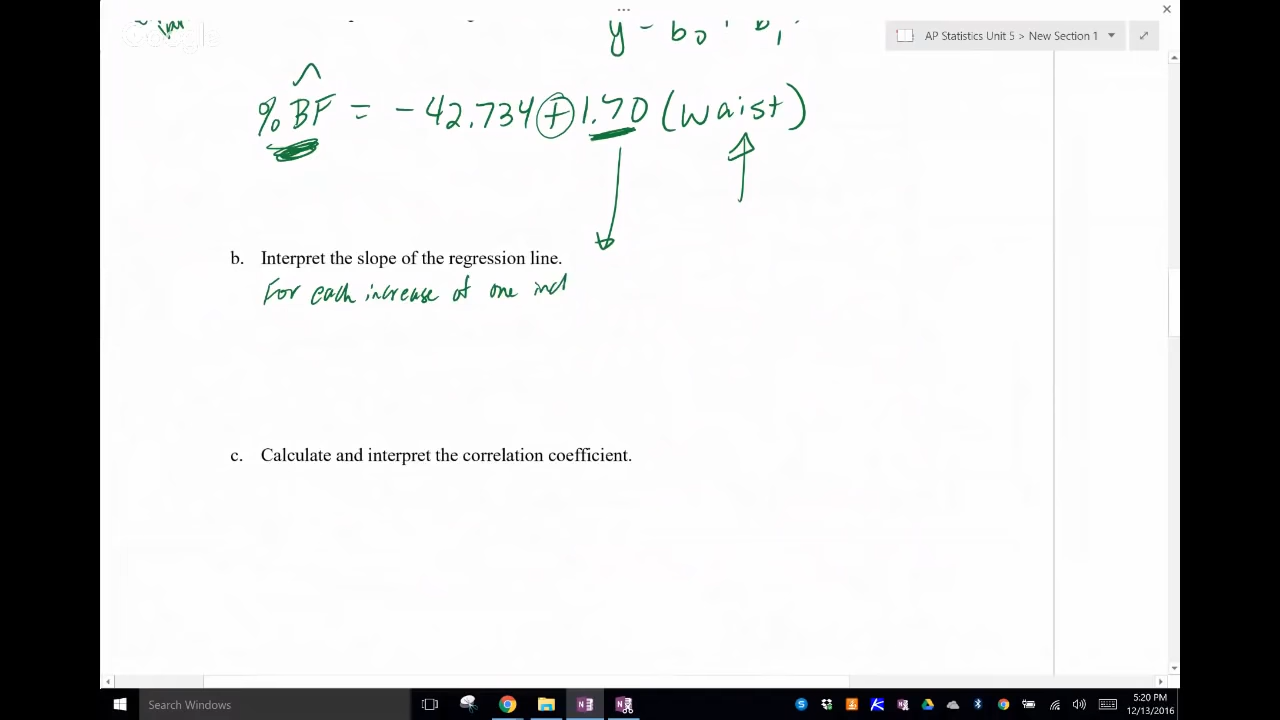 y = b0 + b1
AP Statistics Unit 5 > New Section 1
%BF = -42.734 + 1.70 (waist)
b. Interpret the slope of the regression line.
For each increase of one inch
c. Calculate and interpret the correlation coefficient.
Search Windows
5:20 PM
12/13/2016